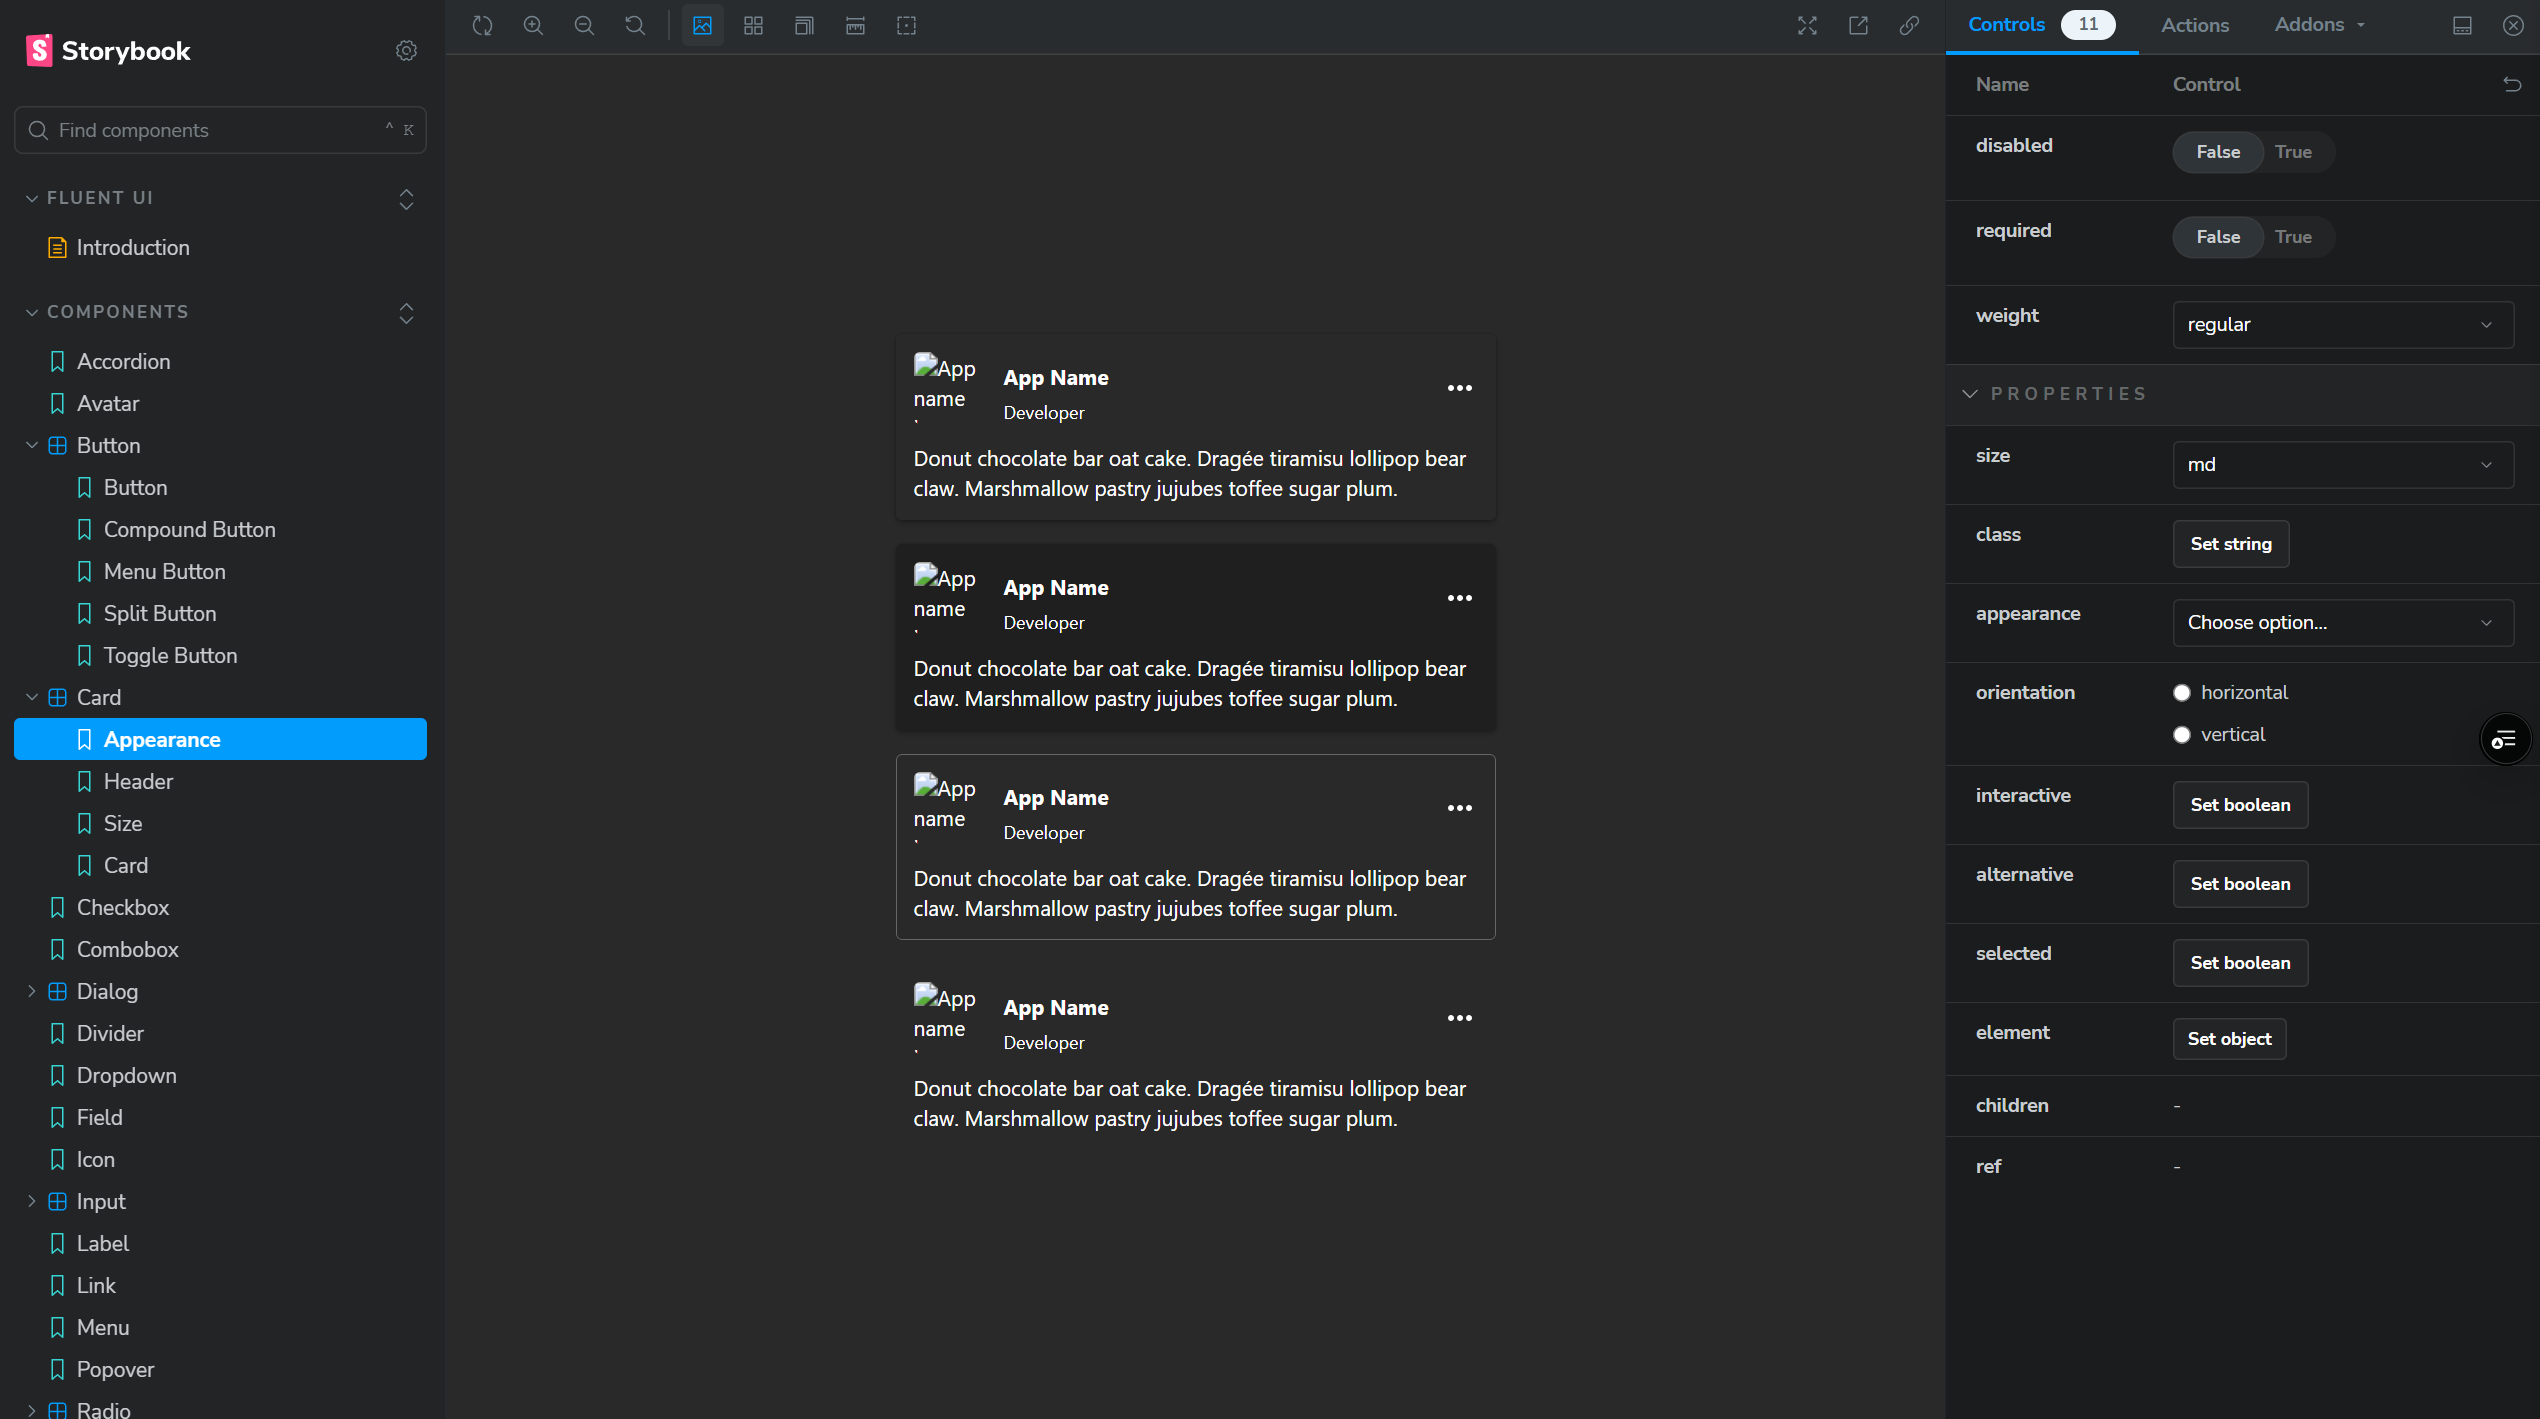 Storybook
Find components
^ K
FLUENT UI
Introduction
COMPONENTS
Accordion
Avatar
Button
Button
Compound Button
Menu Button
Split Button
Toggle Button
Card
Appearance
Header
Size
Card
Checkbox
Combobox
Dialog
Divider
Dropdown
Field
Icon
Input
Label
Link
Menu
Popover
Radio
App name
App Name
Developer
Donut chocolate bar oat cake. Dragée tiramisu lollipop bear
claw. Marshmallow pastry jujubes toffee sugar plum.
App name
App Name
Developer
Donut chocolate bar oat cake. Dragée tiramisu lollipop bear
claw. Marshmallow pastry jujubes toffee sugar plum.
App name
App Name
Developer
Donut chocolate bar oat cake. Dragée tiramisu lollipop bear
claw. Marshmallow pastry jujubes toffee sugar plum.
App name
App Name
Developer
Donut chocolate bar oat cake. Dragée tiramisu lollipop bear
claw. Marshmallow pastry jujubes toffee sugar plum.
Controls 11 Actions Addons
Name Control
disabled False True
required False True
weight regular
PROPERTIES
size md
class Set string
appearance Choose option...
orientation horizontal
vertical
interactive Set boolean
alternative Set boolean
selected Set boolean
element Set object
children -
ref -